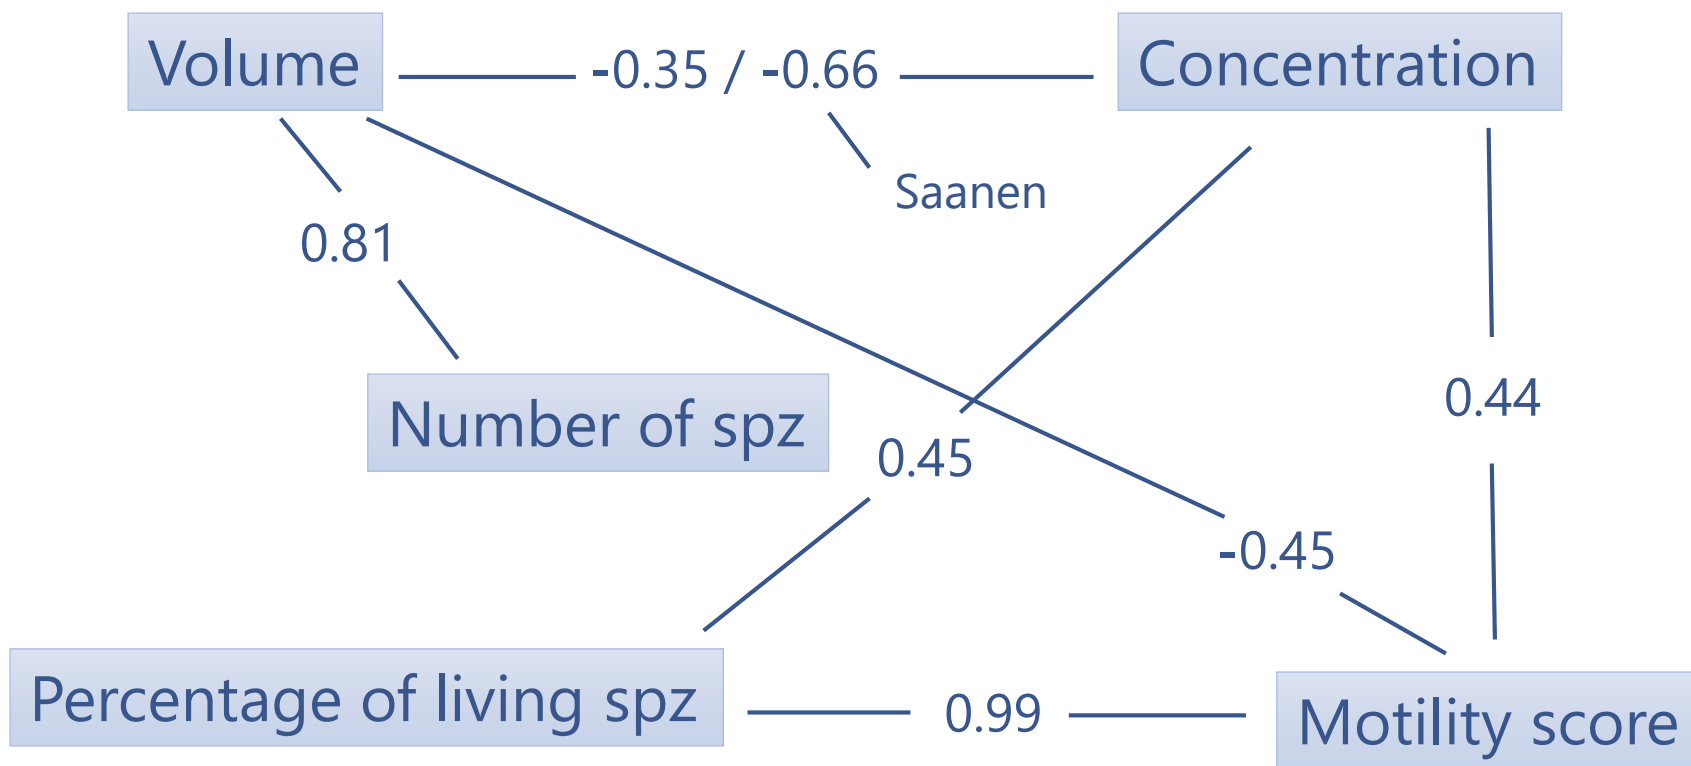 Volume
-0.35 / -0.66
Concentration
Saanen
0.81
Number of spz
0.44
0.45
-0.45
Percentage of living spz
0.99
Motility score